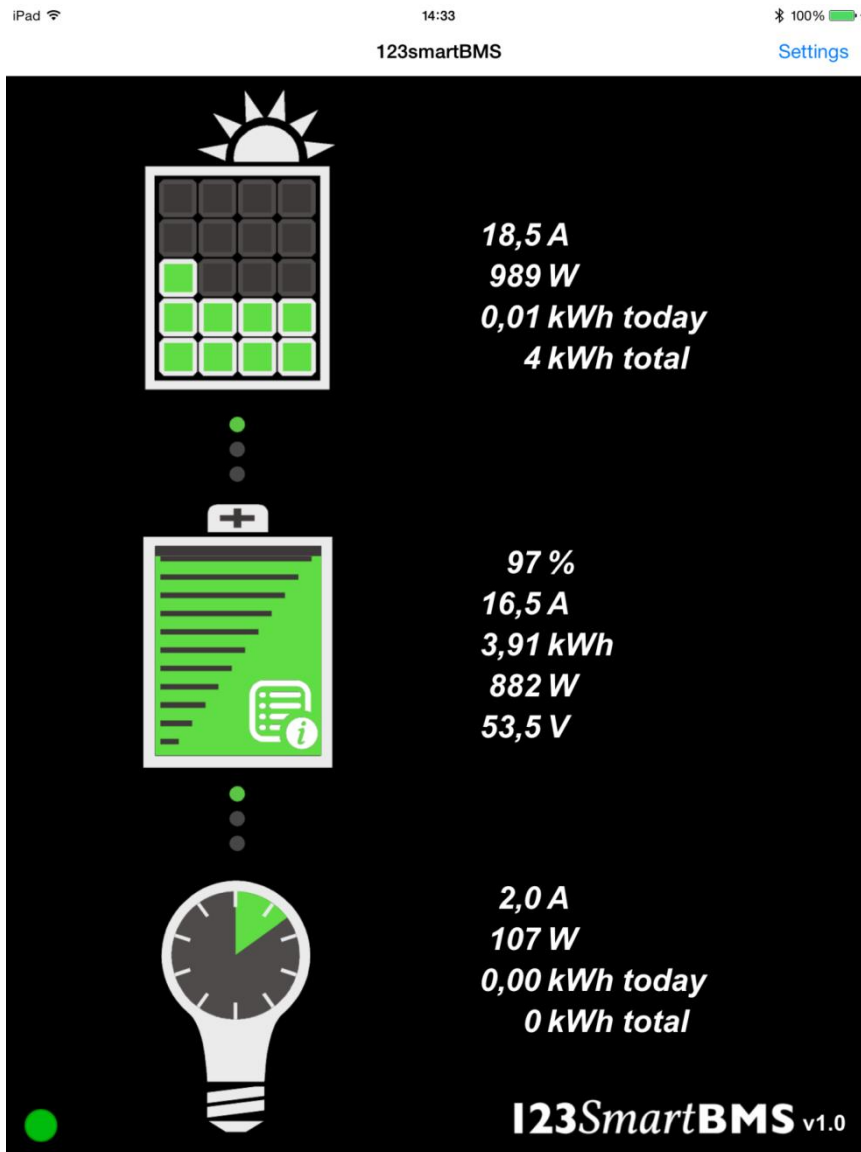 iPad 14:33 100%
123smartBMS Settings
18,5 A
989 W
0,01 kWh today
4 kWh total
+
97 %
16,5 A
3,91 kWh
882 W
53,5 V
i
2,0 A
107 W
0,00 kWh today
0 kWh total
123SmartBMS v1.0